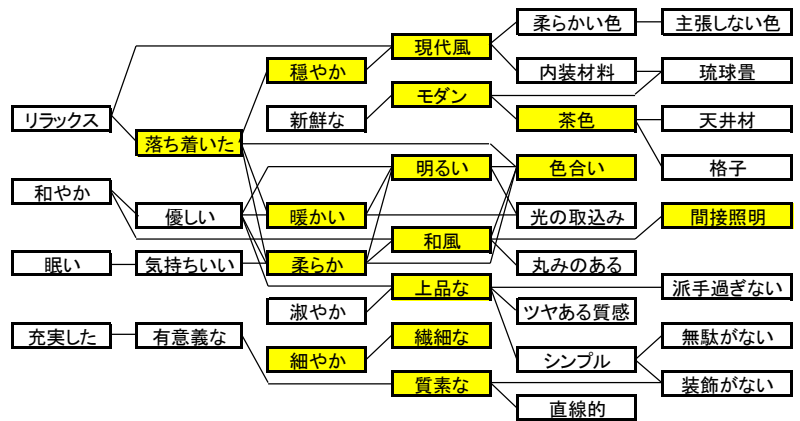 柔らかい色 主張しない色
現代風
穏やか 内装材料 琉球畳
モダン
リラックス 新鮮な 茶色 天井材
落ち着いた
明るい 色合い 格子
和やか
優しい 暖かい 光の取込み 間接照明
和風
眠い 気持ちいい 柔らか 丸みのある
上品な 派手過ぎない
淑やか ツヤある質感
充実した 有意義な 繊細な 無駄がない
細やか シンプル
質素な 装飾がない
直線的